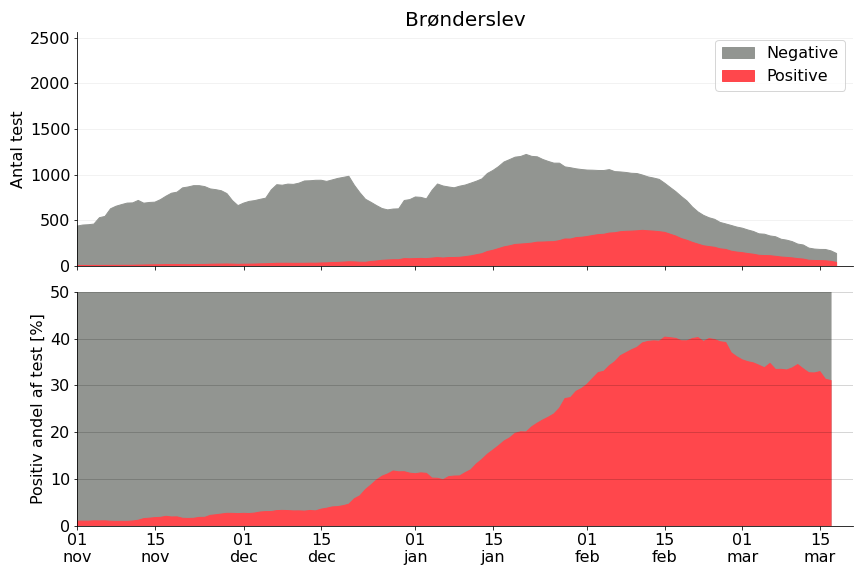 Brønderslev
2500
2000
1500
1000
500
0
Antal test
Negative
Positive
50
40
30
20
10
0
Positiv andel af test [%]
01 15 01 15 01 15 01 15 01 15
nov nov dec dec jan jan feb feb mar mar